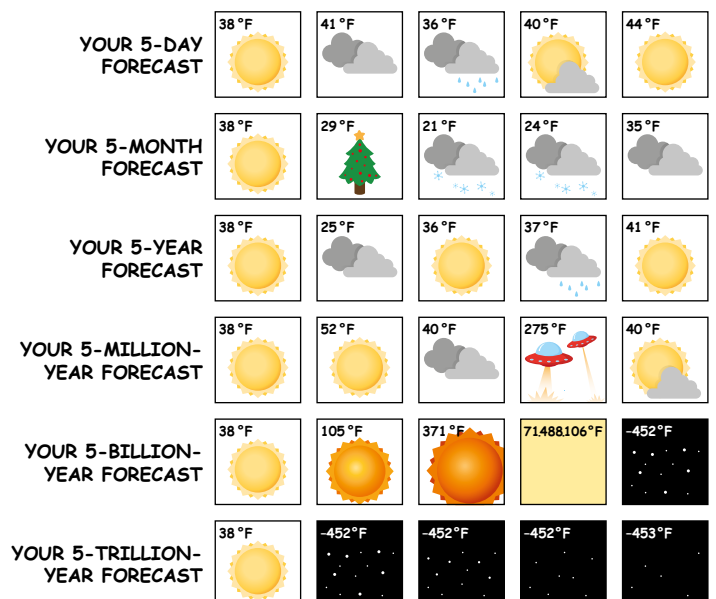 YOUR 5-DAY
FORECAST
38°F 41°F 36°F 40°F 44°F
YOUR 5-MONTH
FORECAST
38°F 29°F 21°F 24°F 35°F
YOUR 5-YEAR
FORECAST
38°F 25°F 36°F 37°F 41°F
YOUR 5-MILLION-
YEAR FORECAST
38°F 52°F 40°F 275°F 40°F
YOUR 5-BILLION-
YEAR FORECAST
38°F 105°F 371°F 71,488,106°F -452°F
YOUR 5-TRILLION-
YEAR FORECAST
38°F -452°F -452°F -452°F -453°F